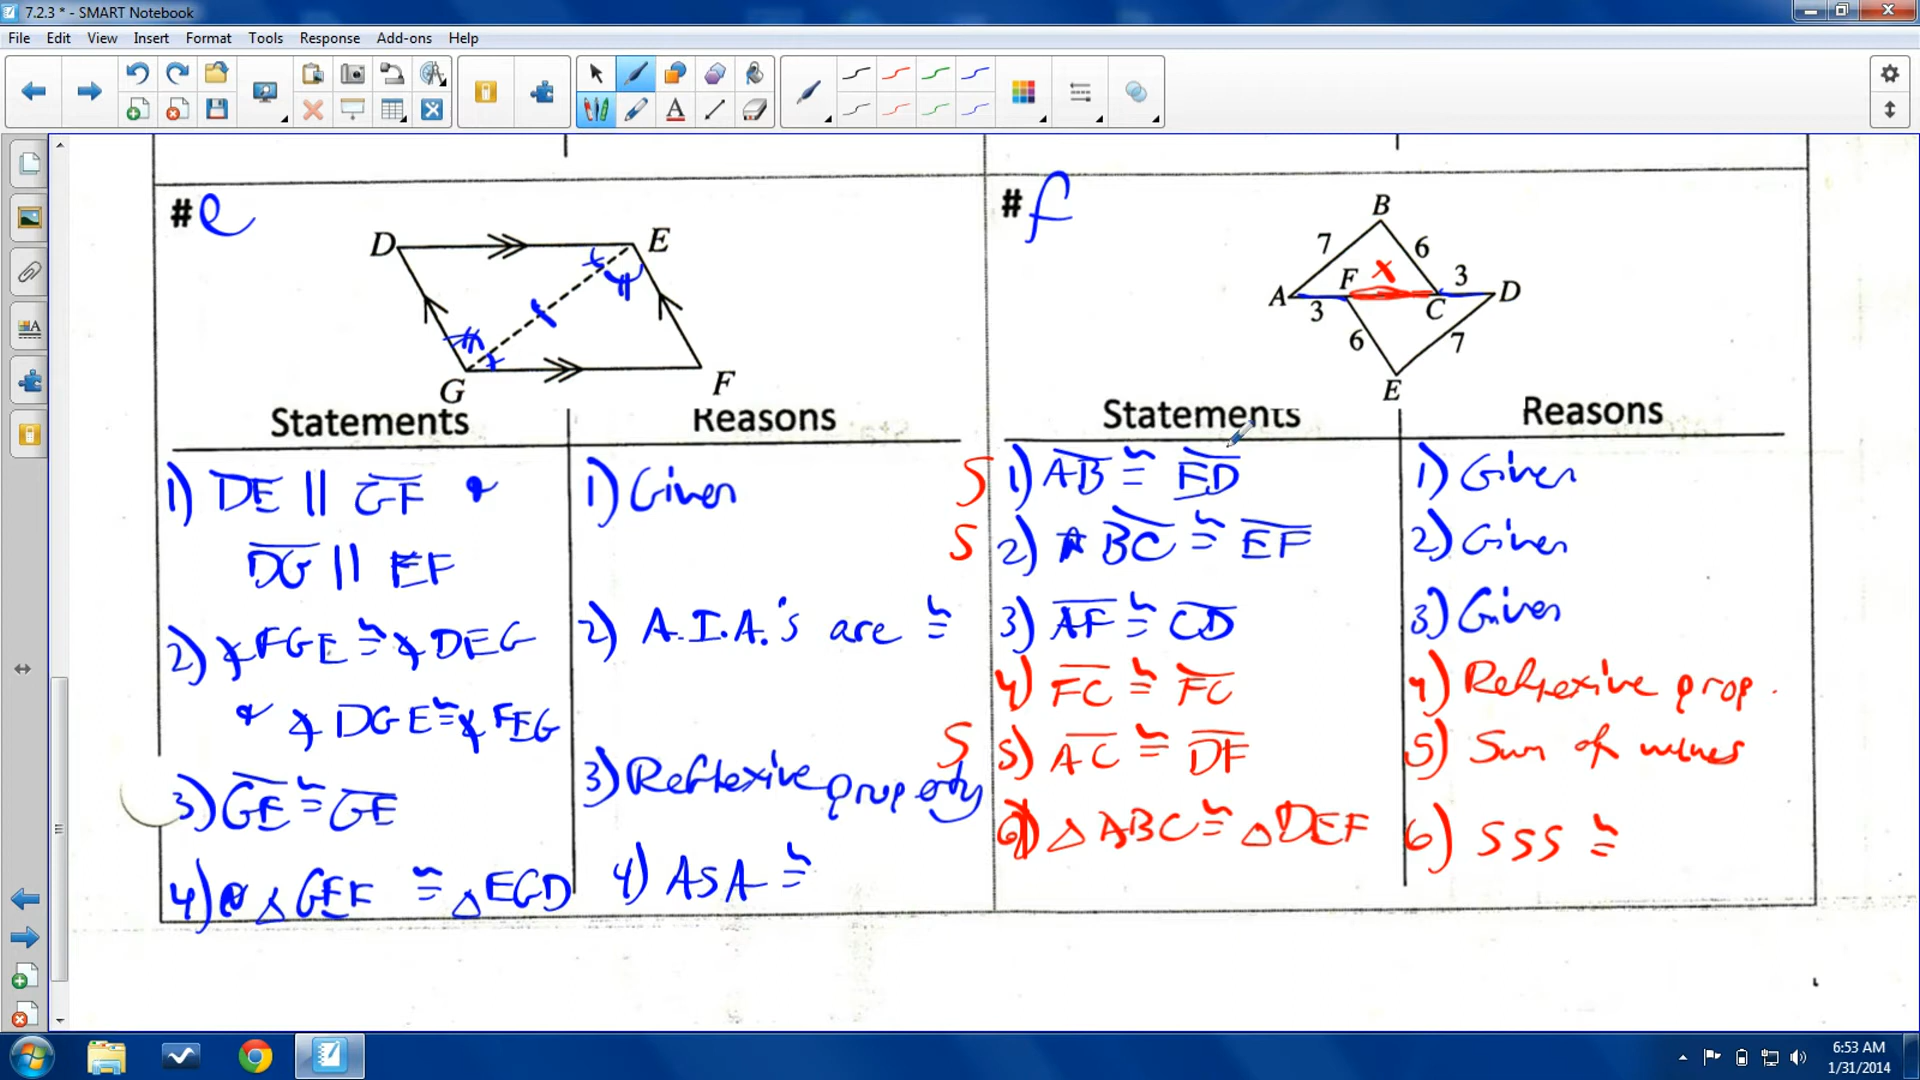 7.2.3 * - SMART Notebook
File Edit View Insert Format Tools Response Add-ons Help
#e
D
E
G
F
Statements
Reasons
1) DE || GF &
DG || EF
1) Given
2) ∡FGE ≅ ∡DEG
& ∡DGE ≅ ∡FEG
2) A.I.A.'s are ≅
3) GE ≅ GE
3) Reflexive property
4) △GEF ≅ △EGD
4) ASA ≅
#f
B
7
6
x
3
F
A
C
D
3
6
7
E
Statements
Reasons
S 1) AB ≅ ED
1) Given
S 2) BC ≅ EF
2) Given
3) AF ≅ CD
3) Given
4) FC ≅ FC
4) Reflexive prop.
S 5) AC ≅ DF
5) Sum of values
6) △ABC ≅ △DEF
6) SSS ≅
6:53 AM
1/31/2014